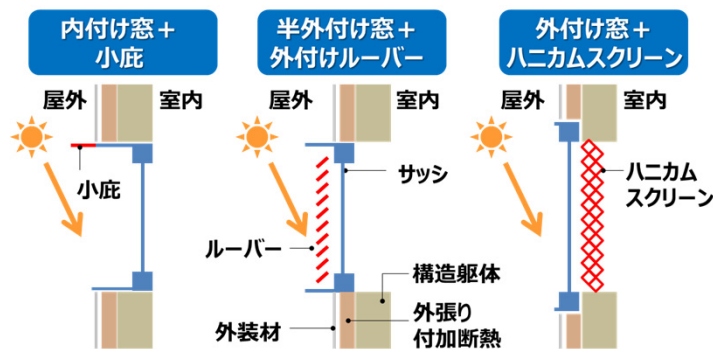 内付け窓＋
小庇
半外付け窓＋
外付けルーバー
外付け窓＋
ハニカムスクリーン
屋外
室内
小庇
屋外
室内
サッシ
ルーバー
構造躯体
外装材
外張り
付加断熱
屋外
室内
ハニカム
スクリーン